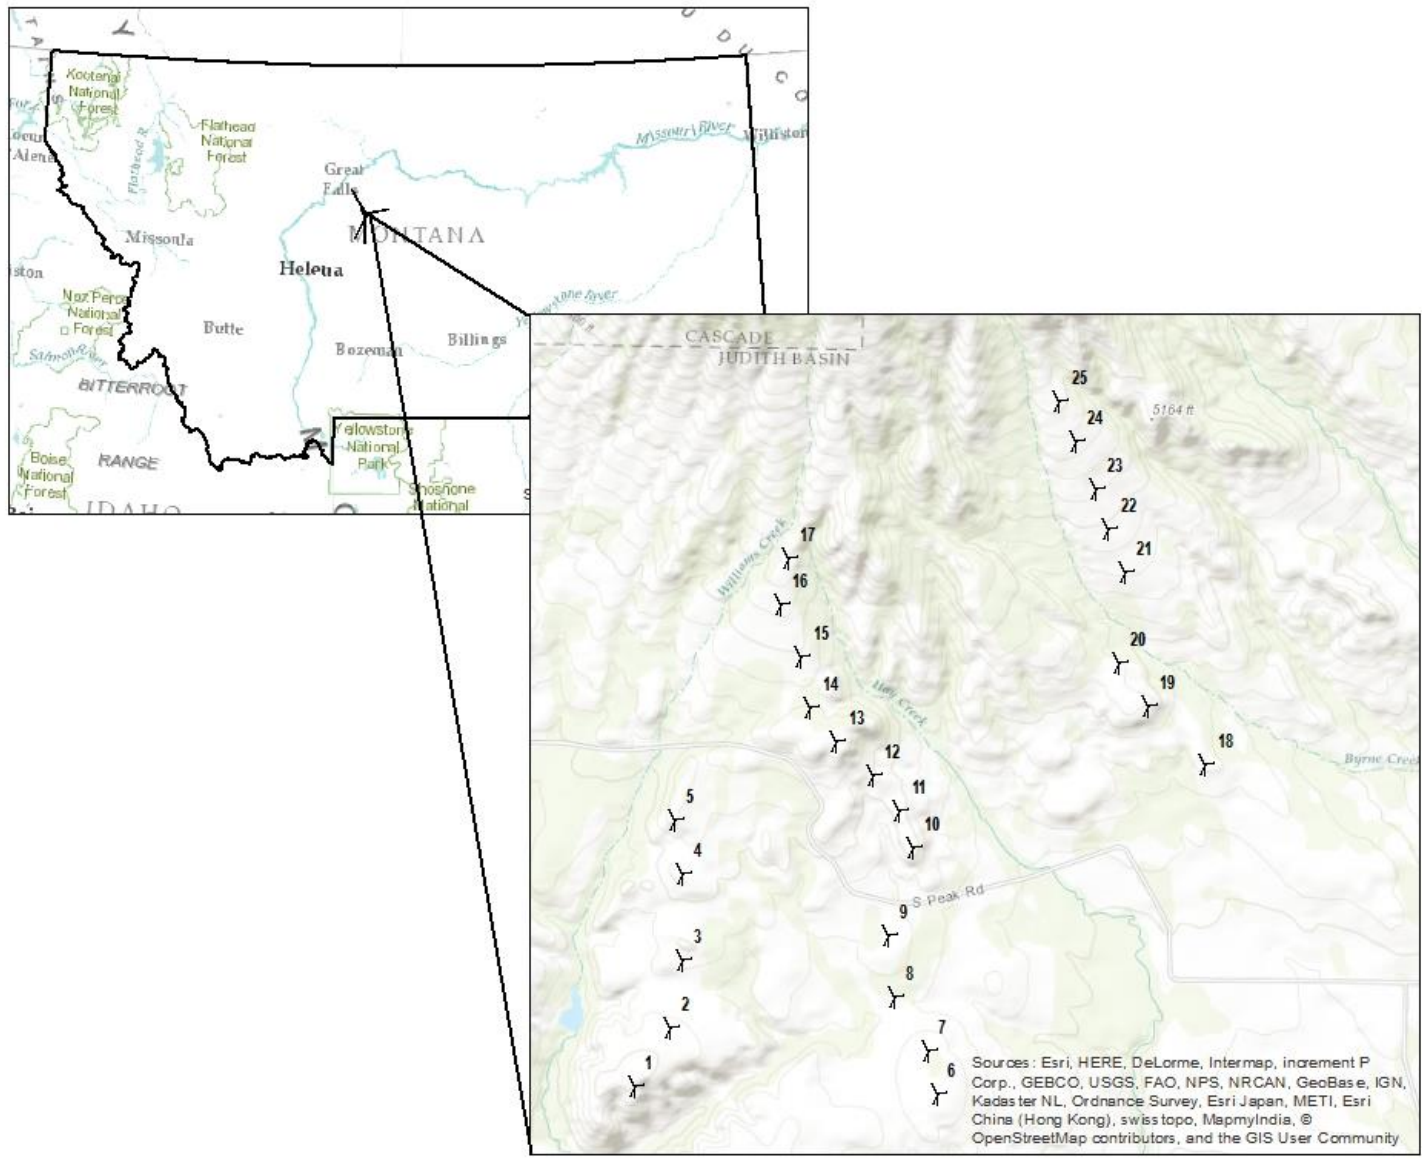 Kootenai
National
Forest
Flathead
National
Forest
Flathead R.
Missouri River
Williston
Alene
Great
Falls
MONTANA
Missoula
Helena
iston
Nez Perce
National
Forest
Salmon River
Butte
Bozeman
Billings
BITTERROOT
RANGE
Boise
National
Forest
IDAHO
Yellowstone
National
Park
Shoshone
National
CASCADE
JUDITH BASIN
25
5164 ft
24
23
22
21
17
Williams Creek
16
15
20
14
19
13
18
12
Byrne Creek
11
5
10
4
S Peak Rd
9
3
8
2
7
1
6
Sources: Esri, HERE, DeLorme, Intermap, increment P
Corp., GEBCO, USGS, FAO, NPS, NRCAN, GeoBase, IGN,
Kadaster NL, Ordnance Survey, Esri Japan, METI, Esri
China (Hong Kong), swisstopo, MapmyIndia, ©
OpenStreetMap contributors, and the GIS User Community